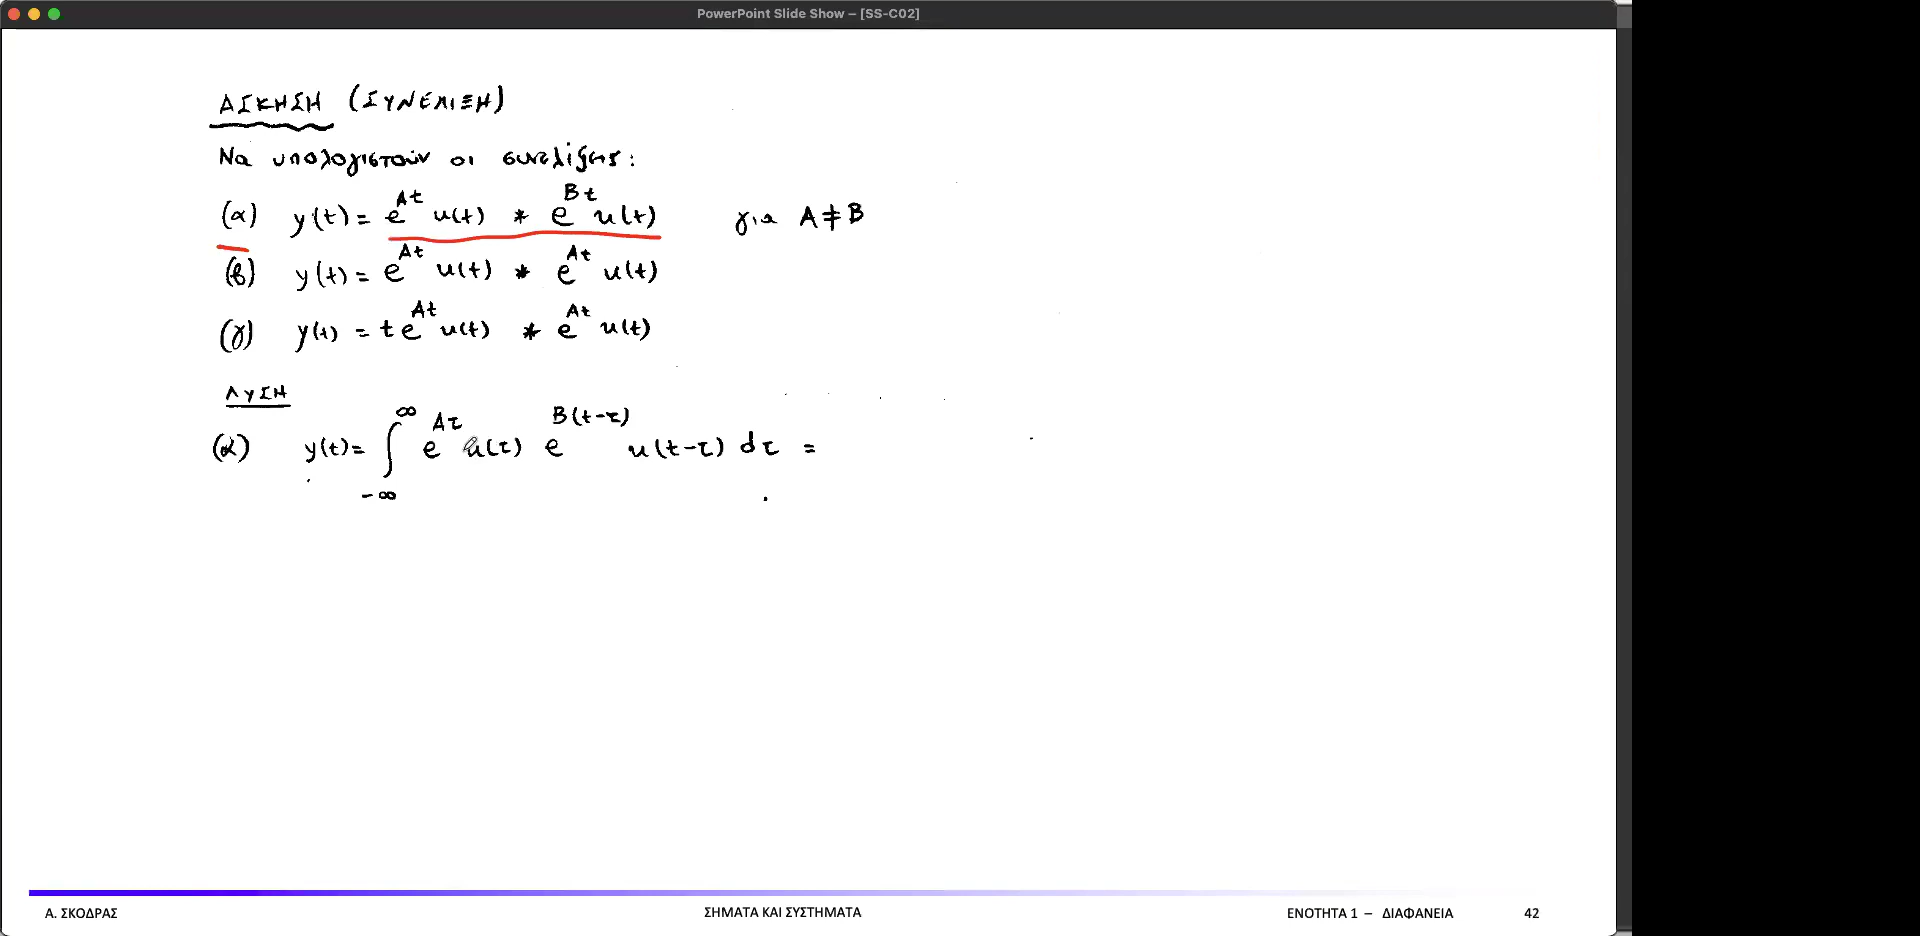 PowerPoint Slide Show – [SS-C02]
ΑΣΚΗΣΗ (ΣΥΝΕΛΙΞΗ)
Να υπολογιστούν οι συνελίξεις:
(α) y(t) = e^{At} u(t) * e^{Bt} u(t) για A ≠ B
(β) y(t) = e^{At} u(t) * e^{At} u(t)
(γ) y(t) = t e^{At} u(t) * e^{At} u(t)
ΛΥΣΗ
(α) y(t) = ∫_{-∞}^{∞} e^{Aτ} u(τ) e^{B(t-τ)} u(t-τ) dτ =
Α. ΣΚΟΔΡΑΣ ΣΗΜΑΤΑ ΚΑΙ ΣΥΣΤΗΜΑΤΑ ΕΝΟΤΗΤΑ 1 – ΔΙΑΦΑΝΕΙΑ 42